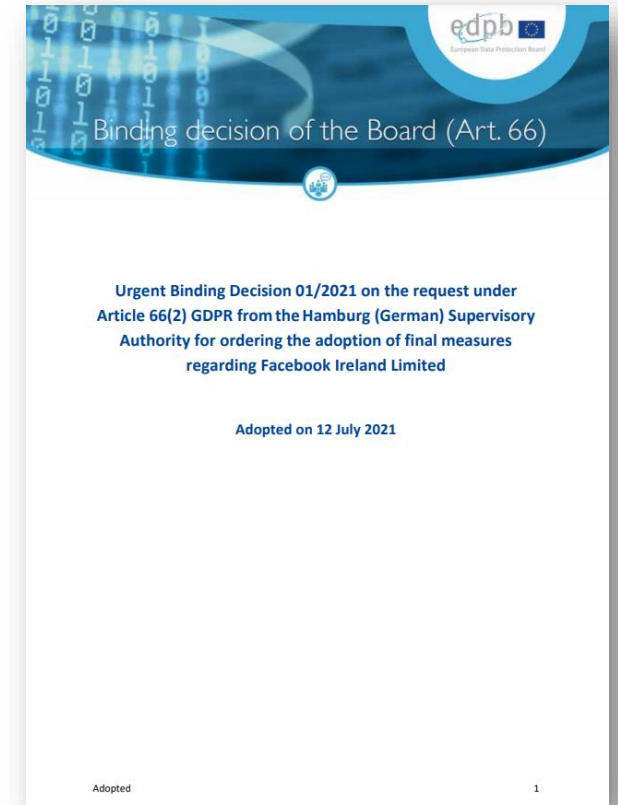 edpb
European Data Protection Board
Binding decision of the Board (Art. 66)
Urgent Binding Decision 01/2021 on the request under
Article 66(2) GDPR from the Hamburg (German) Supervisory
Authority for ordering the adoption of final measures
regarding Facebook Ireland Limited
Adopted on 12 July 2021
Adopted 1